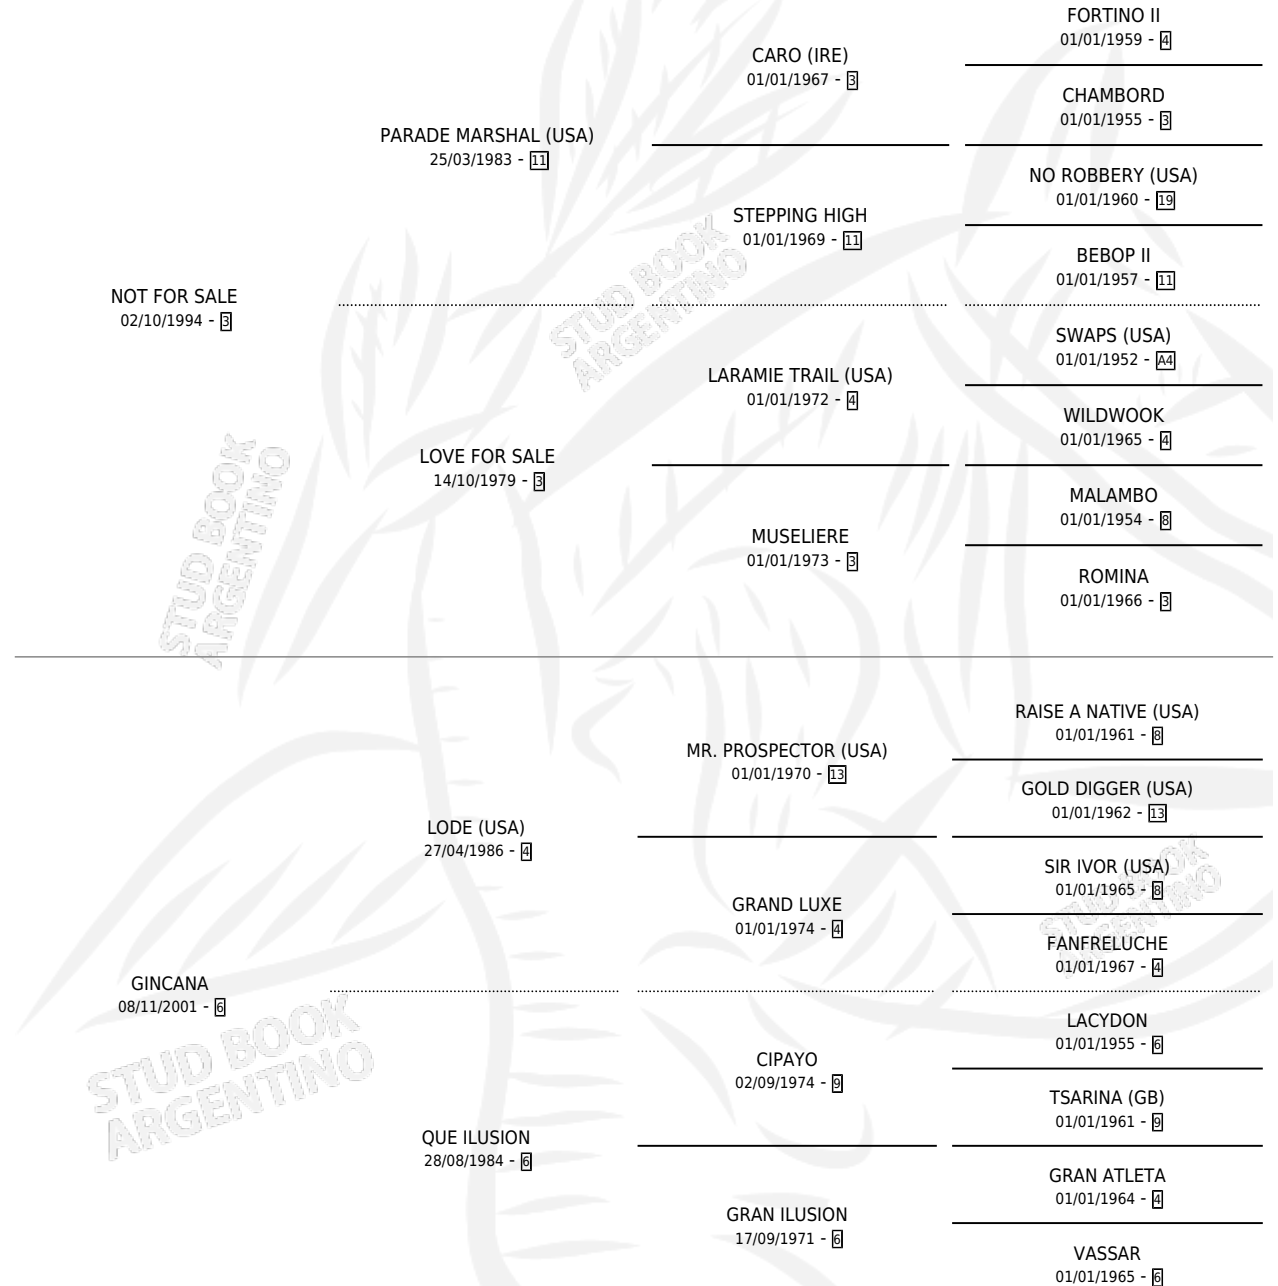 FORTINO II
01/01/1959 - 4
CARO (IRE)
01/01/1967 - 3
CHAMBORD
01/01/1955 - 3
PARADE MARSHAL (USA)
25/03/1983 - 11
NO ROBBERY (USA)
01/01/1960 - 19
STEPPING HIGH
01/01/1969 - 11
BEBOP II
01/01/1957 - 11
NOT FOR SALE
02/10/1994 - 3
STUD BOOK
ARGENTINO
SWAPS (USA)
01/01/1952 - A4
LARAMIE TRAIL (USA)
01/01/1972 - 4
WILDWOOK
01/01/1965 - 4
LOVE FOR SALE
14/10/1979 - 3
MALAMBO
01/01/1954 - 8
MUSELIERE
01/01/1973 - 3
ROMINA
01/01/1966 - 3
STUD BOOK
ARGENTINO
RAISE A NATIVE (USA)
01/01/1961 - 8
MR. PROSPECTOR (USA)
01/01/1970 - 13
GOLD DIGGER (USA)
01/01/1962 - 13
LODE (USA)
27/04/1986 - 4
SIR IVOR (USA)
01/01/1965 - 8
GRAND LUXE
01/01/1974 - 4
STUD BOOK
ARGENTINO
FANFRELUCHE
01/01/1967 - 4
GINCANA
08/11/2001 - 6
STUD BOOK
ARGENTINO
LACYDON
01/01/1955 - 6
CIPAYO
02/09/1974 - 9
TSARINA (GB)
01/01/1961 - 9
QUE ILUSION
28/08/1984 - 6
GRAN ATLETA
01/01/1964 - 4
GRAN ILUSION
17/09/1971 - 6
VASSAR
01/01/1965 - 6